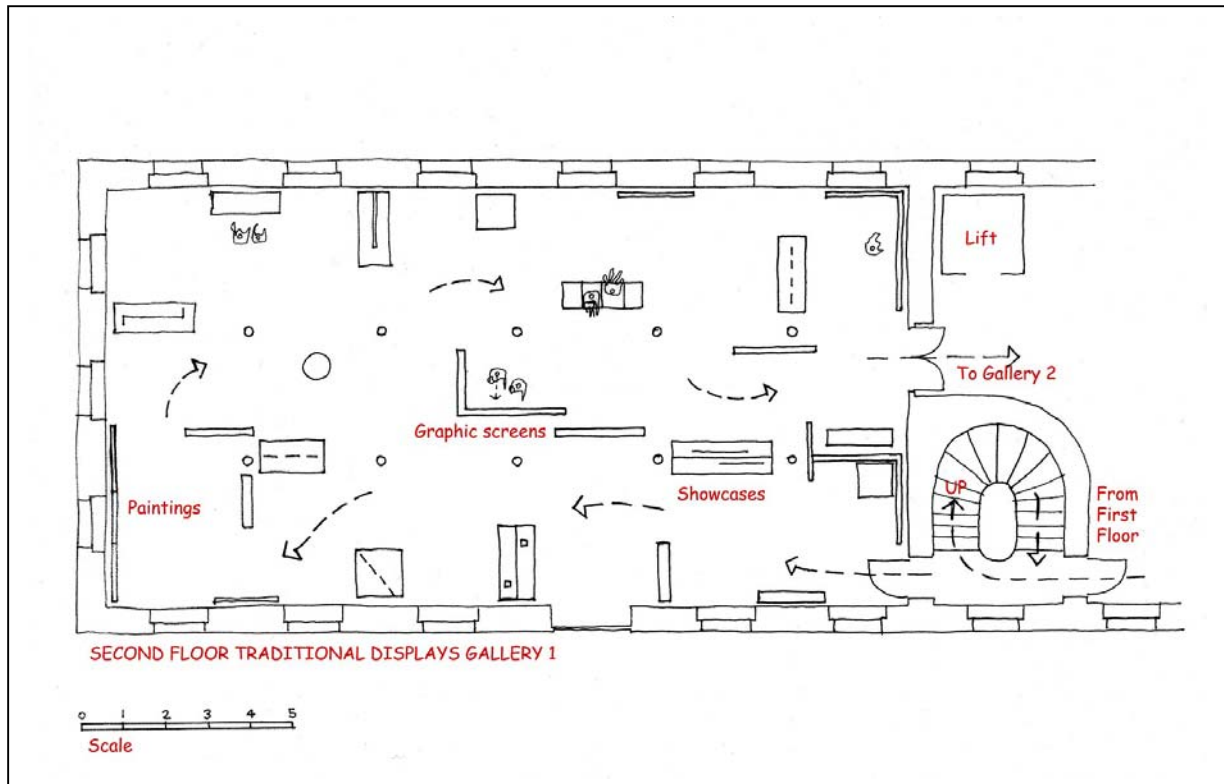 Lift
To Gallery 2
Graphic screens
Paintings
Showcases
UP
From
First
Floor
SECOND FLOOR TRADITIONAL DISPLAYS GALLERY 1
0 1 2 3 4 5
Scale